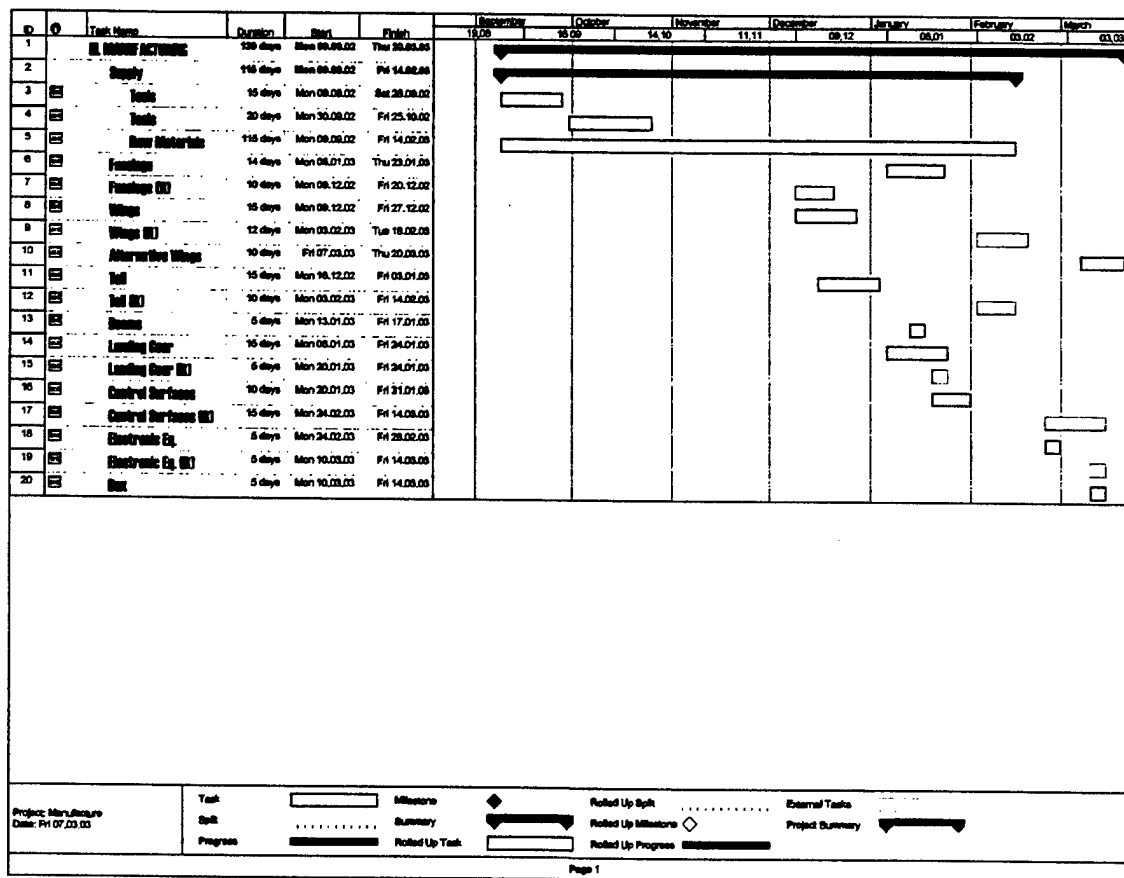 September October November December January February March
ID Task Name Duration Start Finish 19,08 16,09 14,10 11,11 09,12 06,01 03,02 03,03
1
2 Supply 115 days Mon 09.09.02 Fri 14.02.03
3 Tools 15 days Mon 09.09.02 Sat 28.09.02
4 Tools 20 days Mon 30.09.02 Fri 25.10.02
5 Raw Materials 115 days Mon 09.09.02 Fri 14.02.03
6 Fuselage 14 days Mon 06.01.03 Thu 23.01.03
7 10 days Mon 09.12.02 Fri 20.12.02
8 Wings 15 days Mon 09.12.02 Fri 27.12.02
9 Wings 12 days Mon 03.02.03 Tue 18.02.03
10 Alternative Wings 10 days Fri 07.03.03 Thu 20.03.03
11 Tail 15 days Mon 16.12.02 Fri 03.01.03
12 Tail 10 days Mon 03.02.03 Fri 14.02.03
13 Booms 5 days Mon 13.01.03 Fri 17.01.03
14 Landing Gear 15 days Mon 06.01.03 Fri 24.01.03
15 Landing Gear 5 days Mon 20.01.03 Fri 24.01.03
16 Control Surfaces 10 days Mon 20.01.03 Fri 31.01.03
17 Control Surfaces 15 days Mon 24.02.03 Fri 14.03.03
18 Electronic Eq. 5 days Mon 24.02.03 Fri 28.02.03
19 Electronic Eq. 5 days Mon 10.03.03 Fri 14.03.03
20 Box 5 days Mon 10.03.03 Fri 14.03.03
Task Milestone Rolled Up Split External Tasks
Project: Manufacture
Split Summary Rolled Up Milestone Project Summary
Date: Fri 07.03.03
Progress Rolled Up Task Rolled Up Progress
Page 1